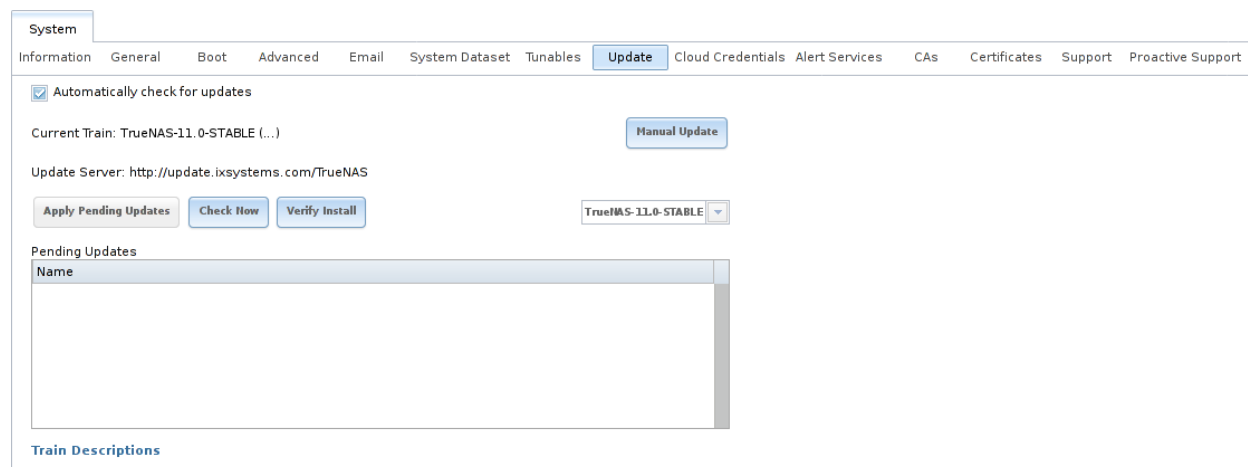 System
Information General Boot Advanced Email System Dataset Tunables Update Cloud Credentials Alert Services CAs Certificates Support Proactive Support
Automatically check for updates
Current Train: TrueNAS-11.0-STABLE (...)
Manual Update
Update Server: http://update.ixsystems.com/TrueNAS
Apply Pending Updates Check Now Verify Install TrueNAS-11.0-STABLE
Pending Updates
Name
Train Descriptions